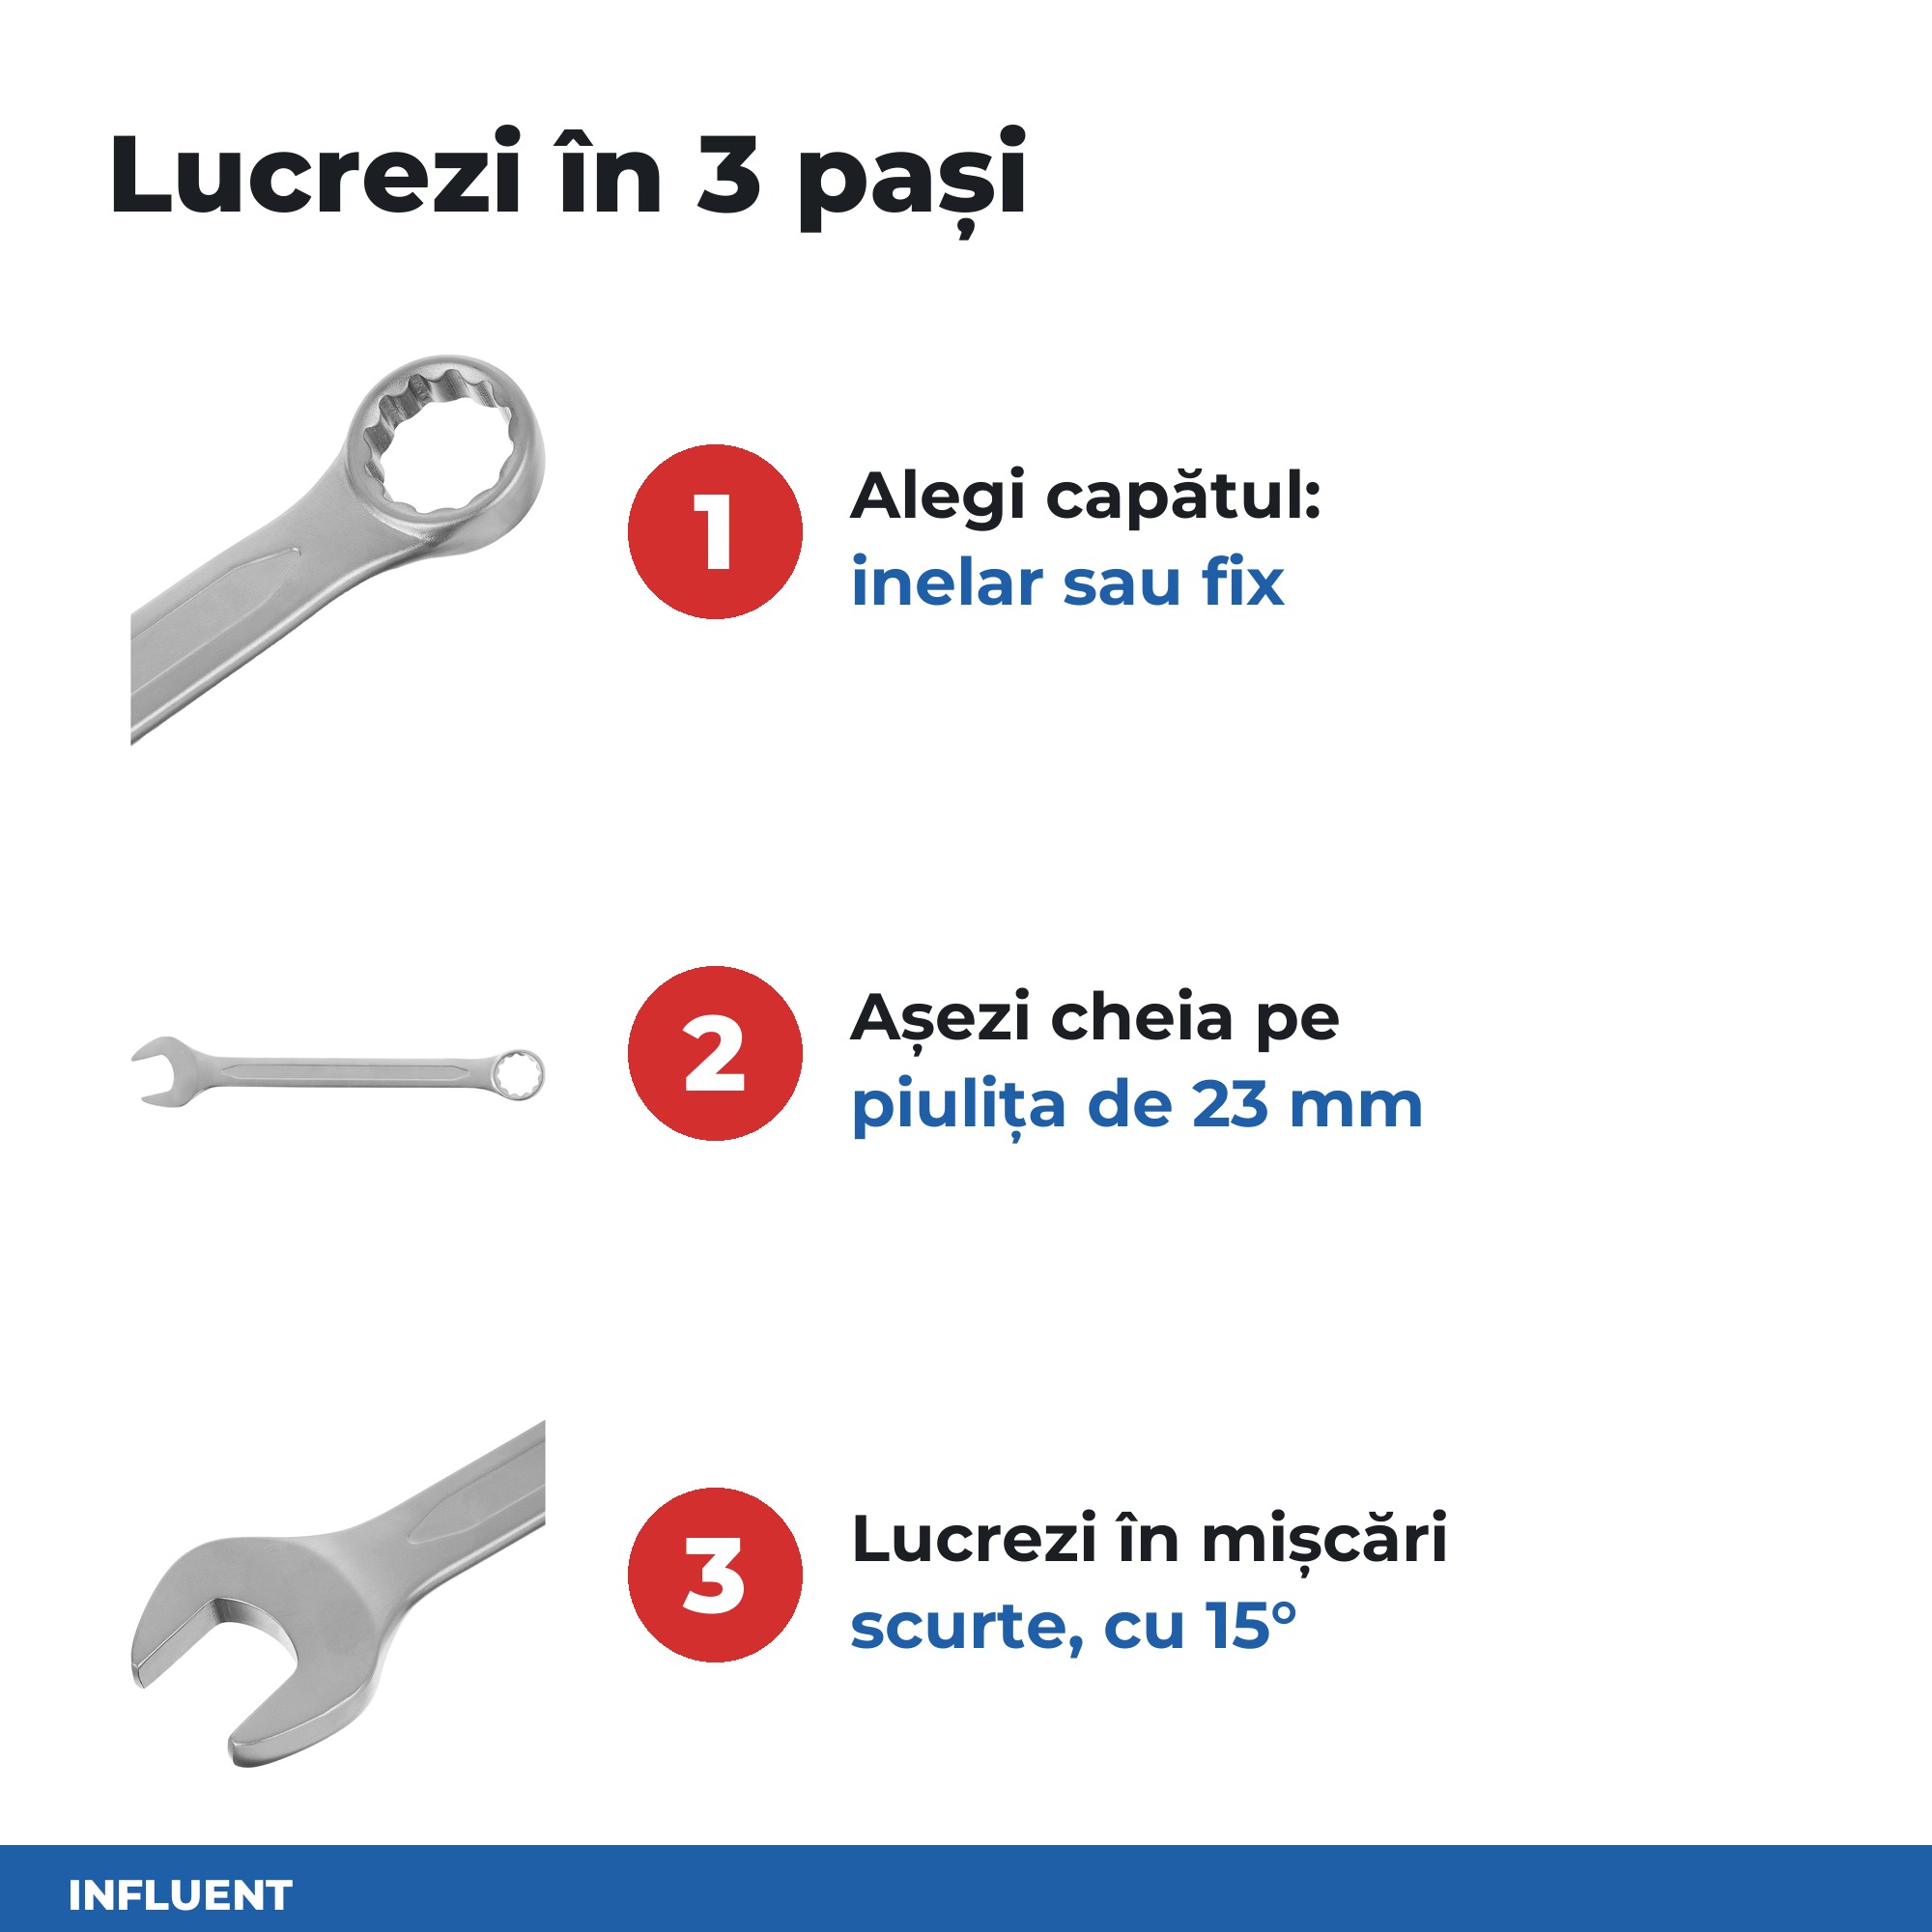 Lucrezi în 3 pași
1
Alegi capătul:
inelar sau fix
2
Așezi cheia pe
piulița de 23 mm
3
Lucrezi în mișcări
scurte, cu 15°
INFLUENT